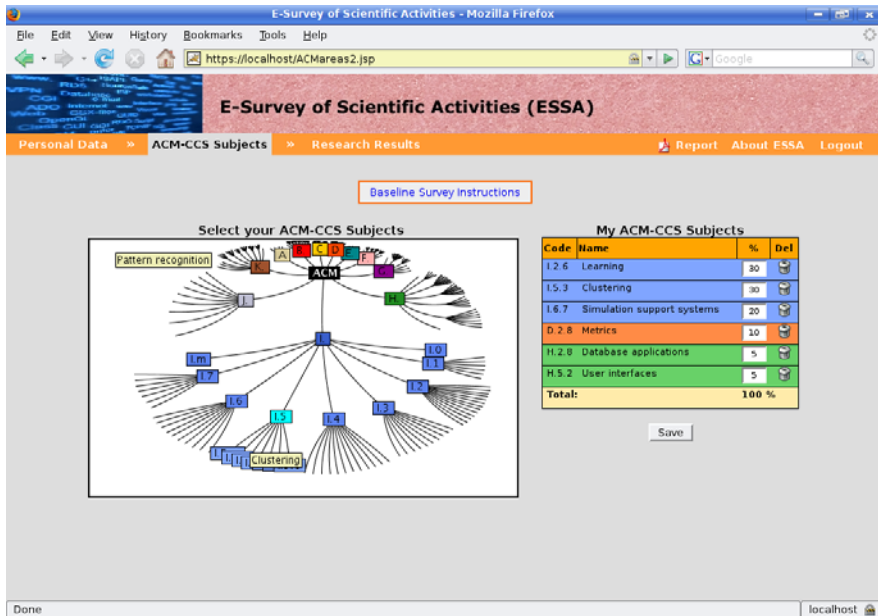 E-Survey of Scientific Activities - Mozilla Firefox
File Edit View History Bookmarks Tools Help
https://localhost/ACMareas2.jsp
G Google
E-Survey of Scientific Activities (ESSA)
Personal Data » ACM-CCS Subjects » Research Results Report About ESSA Logout
Baseline Survey Instructions
Select your ACM-CCS Subjects
Pattern recognition
A. B. C D E. F.
K. ACM G.
J. H.
I.
I.m I.0
I.7 I.1
I.6 I.2
I.5 I.4 I.3
Clustering
My ACM-CCS Subjects
Code Name % Del
I.2.6 Learning 30
I.5.3 Clustering 30
I.6.7 Simulation support systems 20
D.2.8 Metrics 10
H.2.8 Database applications 5
H.5.2 User interfaces 5
Total: 100 %
Save
Done localhost